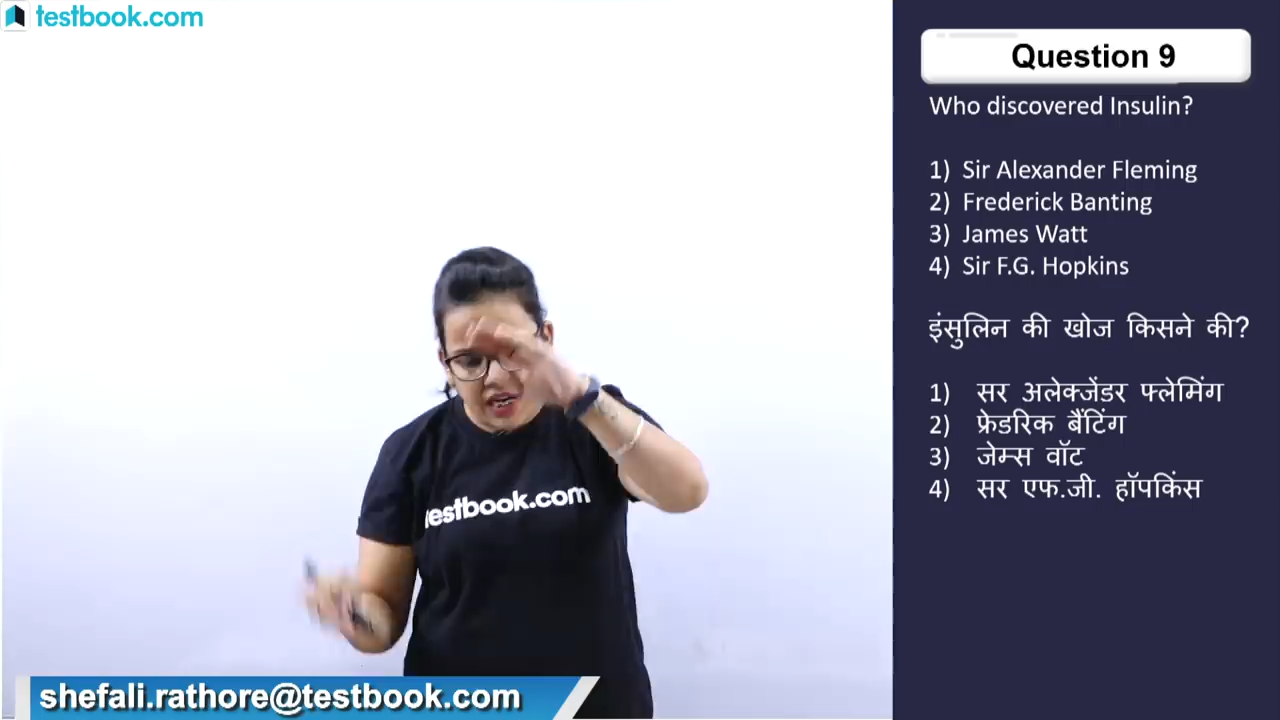 testbook.com
Question 9
Who discovered Insulin?
1) Sir Alexander Fleming
2) Frederick Banting
3) James Watt
4) Sir F.G. Hopkins
इंसुलिन की खोज किसने की?
1) सर अलेक्जेंडर फ्लेमिंग
2) फ्रेडरिक बैंटिंग
3) जेम्स वॉट
4) सर एफ.जी. हॉपकिंस
testbook.com
shefali.rathore@testbook.com